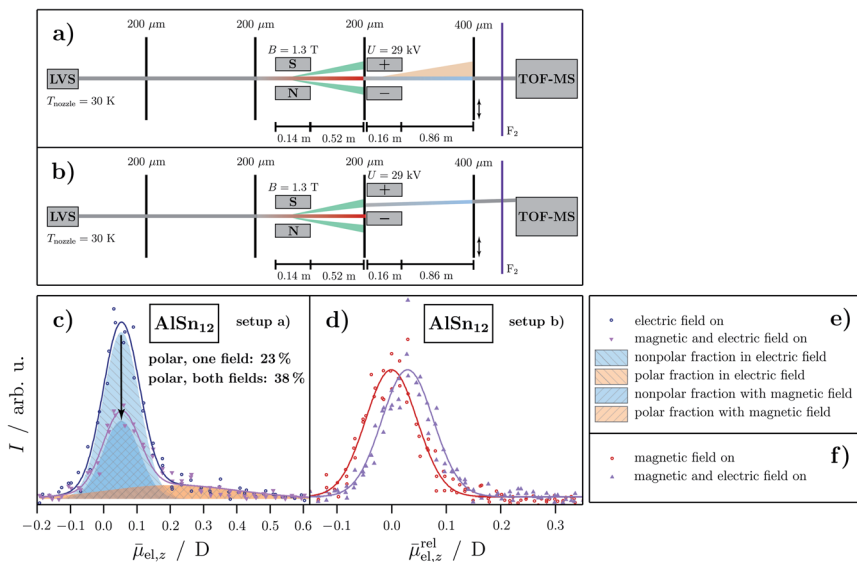 a)
200 μm
200 μm
200 μm
400 μm
B = 1.3 T
U = 29 kV
S
+
LVS
TOF-MS
N
−
T_nozzle = 30 K
F₂
0.14 m
0.52 m
0.16 m
0.86 m
b)
200 μm
200 μm
200 μm
400 μm
U = 29 kV
B = 1.3 T
+
S
LVS
−
TOF-MS
N
T_nozzle = 30 K
F₂
0.14 m
0.52 m
0.16 m
0.86 m
c)
AlSn₁₂
setup a)
polar, one field: 23 %
polar, both fields: 38 %
I / arb. u.
−0.2 −0.1 0.0 0.1 0.2 0.3 0.4 0.5 0.6
μ̄_el,z / D
d)
AlSn₁₂
setup b)
−0.1 0.0 0.1 0.2 0.3
μ̄^rel_el,z / D
e)
electric field on
magnetic and electric field on
nonpolar fraction in electric field
polar fraction in electric field
nonpolar fraction with magnetic field
polar fraction with magnetic field
f)
magnetic field on
magnetic and electric field on